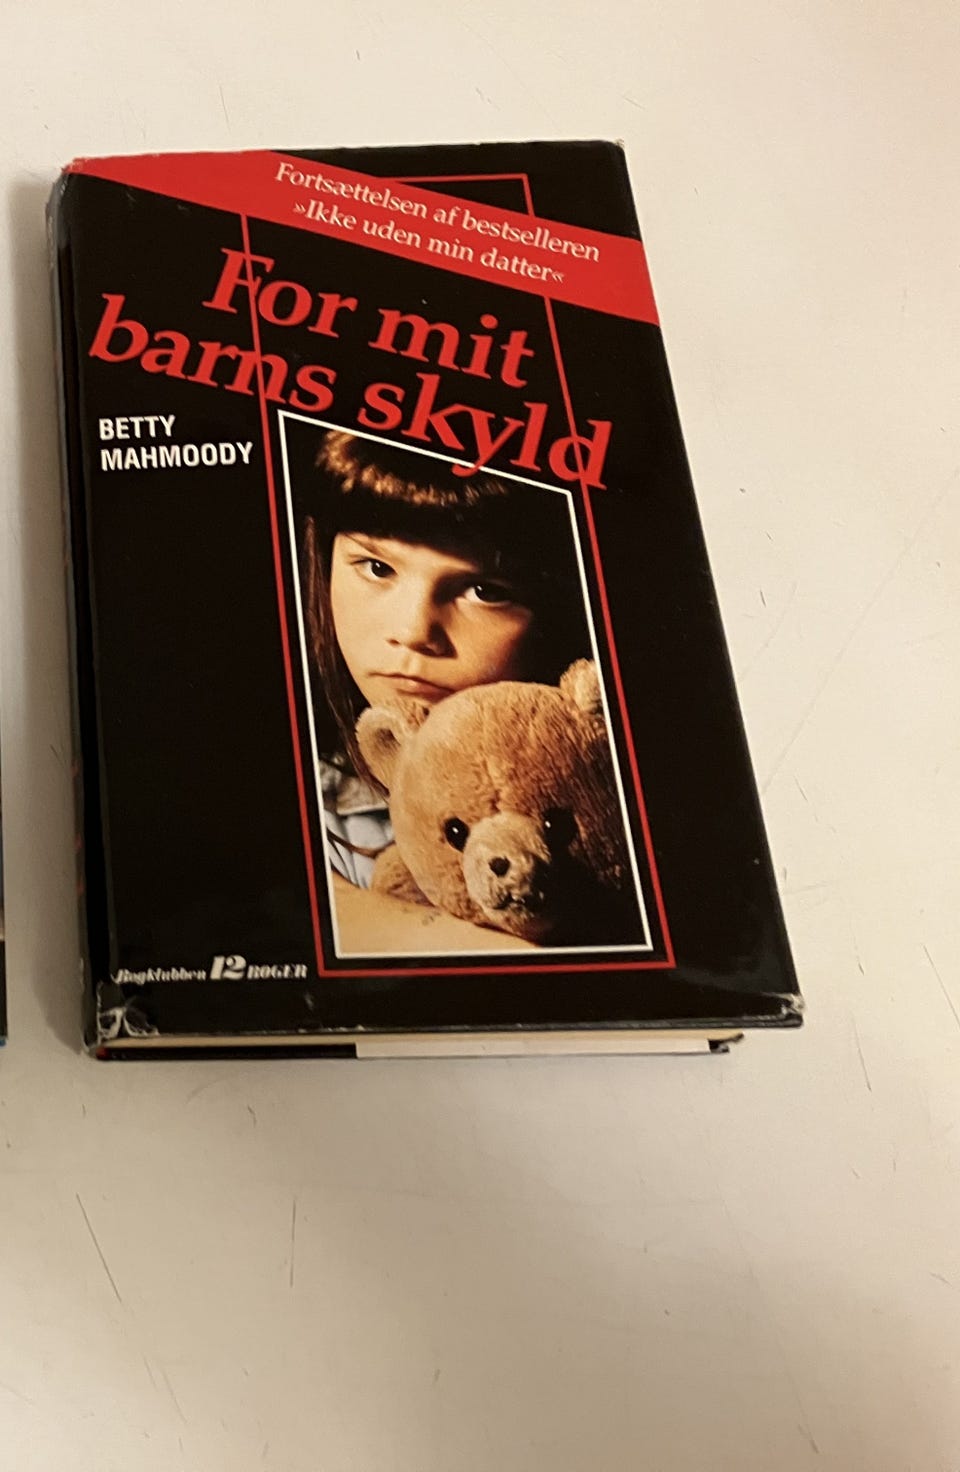 Fortsættelsen af bestselleren
»Ikke uden min datter«
For mit
barns skyld
BETTY
MAHMOODY
Bogklubben 12 BØGER